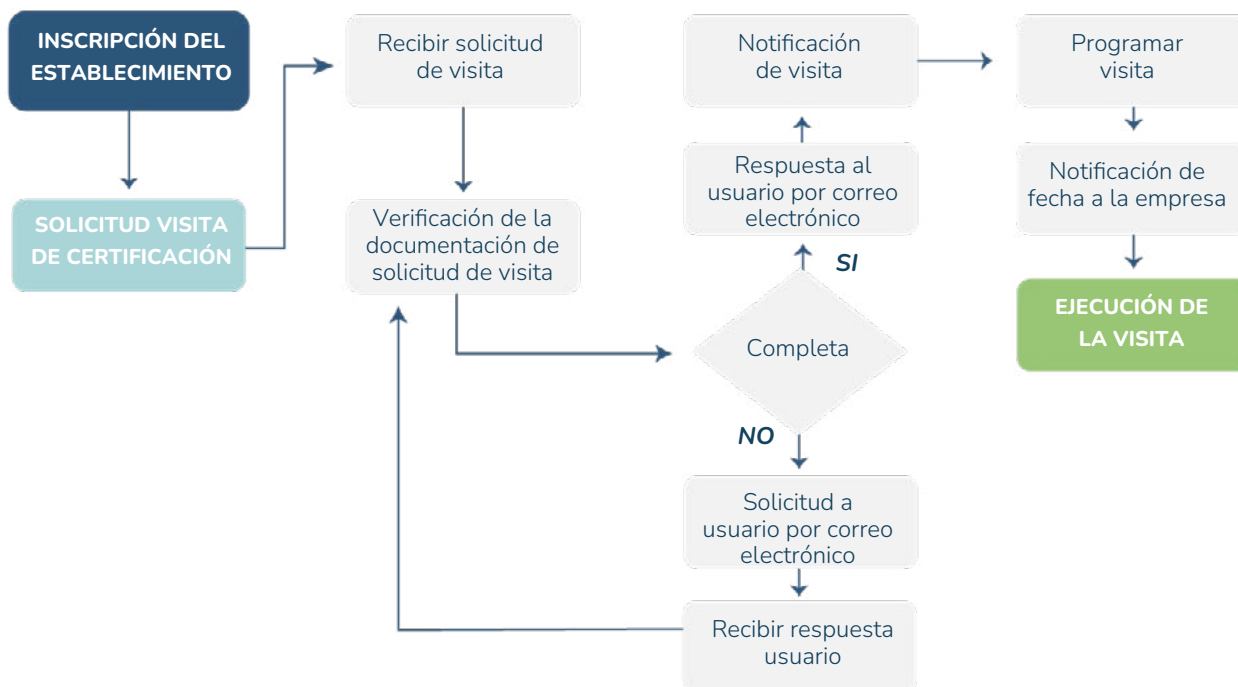 INSCRIPCIÓN DEL
ESTABLECIMIENTO
SOLICITUD VISITA
DE CERTIFICACIÓN
Recibir solicitud
de visita
Verificación de la
documentación de
solicitud de visita
Notificación
de visita
Respuesta al
usuario por correo
electrónico
SI
Completa
NO
Solicitud a
usuario por correo
electrónico
Recibir respuesta
usuario
Programar
visita
Notificación de
fecha a la empresa
EJECUCIÓN DE
LA VISITA